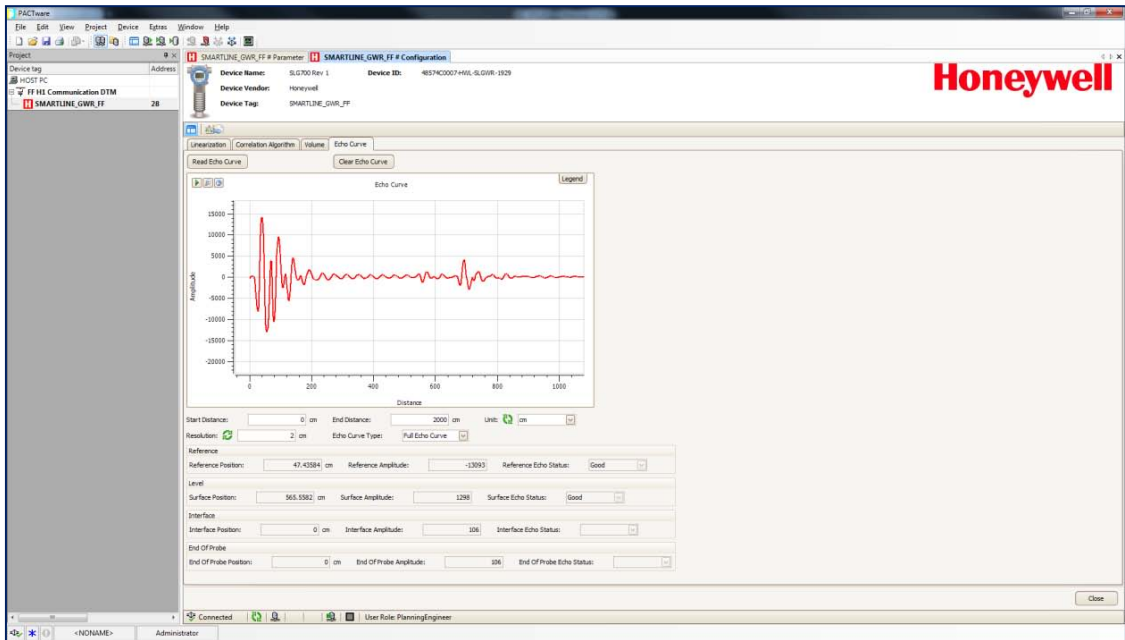 PACTware
File Edit View Project Device Extras Window Help
Project
Device tag Address
HOST PC
FF H1 Communication DTM
SMARTLINE_GWR_FF 28
SMARTLINE_GWR_FF # Parameter SMARTLINE_GWR_FF # Configuration
Device Name: SLG700 Rev 1 Device ID: 48574C0007-HWL-SLGWR-1929
Device Vendor: Honeywell
Device Tag: SMARTLINE_GWR_FF
Honeywell
Linearization Correlation Algorithm Volume Echo Curve
Read Echo Curve Clear Echo Curve
Echo Curve Legend
Amplitude
15000
10000
5000
0
-5000
-10000
-15000
-20000
0 200 400 600 800 1000
Distance
Start Distance: 0 cm End Distance: 2000 cm Unit: cm
Resolution: 2 cm Echo Curve Type: Full Echo Curve
Reference
Reference Position: 47.43584 cm Reference Amplitude: -13093 Reference Echo Status: Good
Level
Surface Position: 565.5582 cm Surface Amplitude: 1298 Surface Echo Status: Good
Interface
Interface Position: 0 cm Interface Amplitude: 106 Interface Echo Status:
End Of Probe
End Of Probe Position: 0 cm End Of Probe Amplitude: 106 End Of Probe Echo Status:
Close
Connected User Role: PlanningEngineer
<NONAME> Administrator